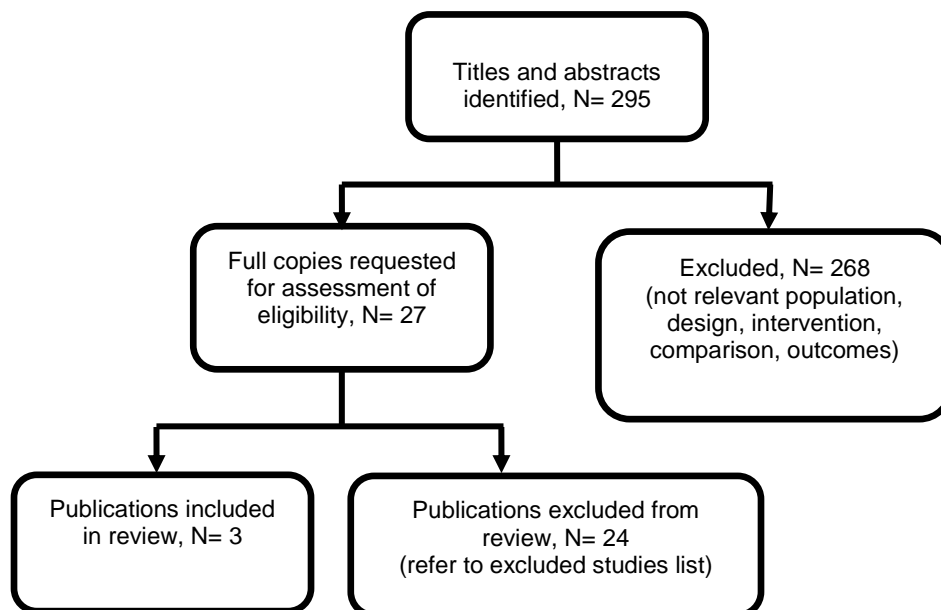 Titles and abstracts
identified, N= 295
Full copies requested
for assessment of
eligibility, N= 27
Excluded, N= 268
(not relevant population,
design, intervention,
comparison, outcomes)
Publications included
in review, N= 3
Publications excluded from
review, N= 24
(refer to excluded studies list)